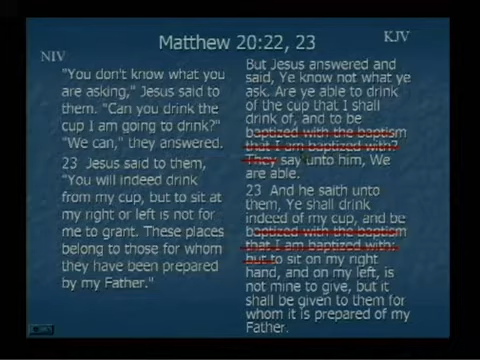 Matthew 20:22, 23
NIV
"You don't know what you
are asking," Jesus said to
them. "Can you drink the
cup I am going to drink?"
"We can," they answered.
23 Jesus said to them,
"You will indeed drink
from my cup, but to sit at
my right or left is not for
me to grant. These places
belong to those for whom
they have been prepared
by my Father."
KJV
But Jesus answered and
said, Ye know not what ye
ask. Are ye able to drink
of the cup that I shall
drink of, and to be
baptized with the baptism
that I am baptized with?
They say unto him, We
are able.
23 And he saith unto
them, Ye shall drink
indeed of my cup, and be
baptized with the baptism
that I am baptized with:
but to sit on my right
hand, and on my left, is
not mine to give, but it
shall be given to them for
whom it is prepared of my
Father.